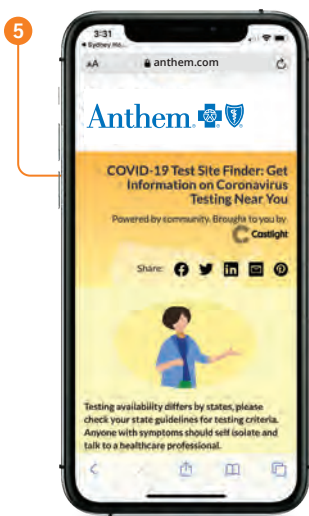 5
3:31
Sydney He...
AA anthem.com
Anthem
COVID-19 Test Site Finder: Get
Information on Coronavirus
Testing Near You
Powered by community. Brought to you by
Castlight
Share:
Testing availability differs by states, please
check your state guidelines for testing criteria.
Anyone with symptoms should self isolate and
talk to a healthcare professional.